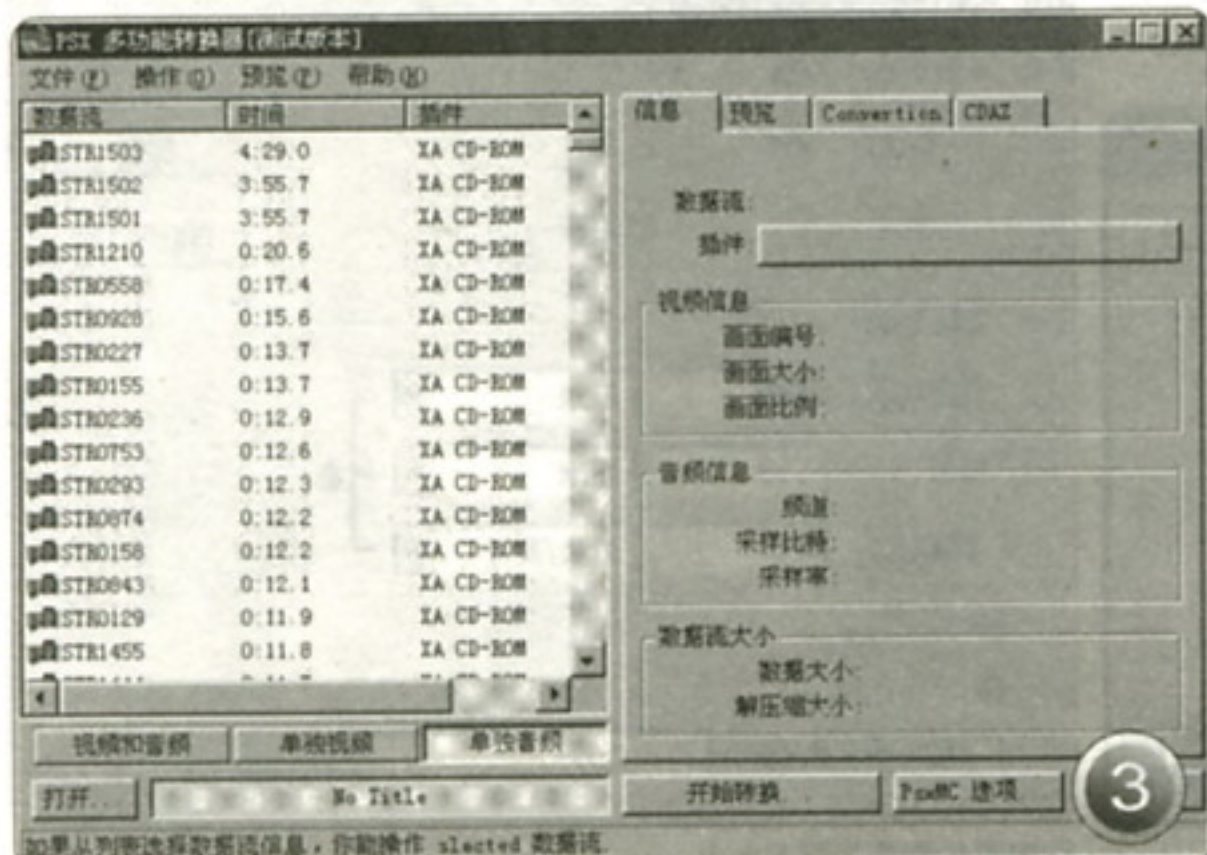 PSX 多功能转换器[测试版本]
文件(F) 操作(O) 预览(P) 帮助(H)
数据流 时间 插件
STR1503 4:29.0 XA CD-ROM
STR1502 3:55.7 XA CD-ROM
STR1501 3:55.7 XA CD-ROM
STR1210 0:20.6 XA CD-ROM
STR0558 0:17.4 XA CD-ROM
STR0928 0:15.6 XA CD-ROM
STR0227 0:13.7 XA CD-ROM
STR0155 0:13.7 XA CD-ROM
STR0236 0:12.9 XA CD-ROM
STR0753 0:12.6 XA CD-ROM
STR0293 0:12.3 XA CD-ROM
STR0874 0:12.2 XA CD-ROM
STR0158 0:12.2 XA CD-ROM
STR0843 0:12.1 XA CD-ROM
STR0129 0:11.9 XA CD-ROM
STR1455 0:11.8 XA CD-ROM
视频和音频 单独视频 单独音频
打开... No Title
信息 预览 Convertion CDAZ
数据流:
插件
视频信息
画面编号:
画面大小:
画面比例:
音频信息
频道:
采样比特:
采样率:
数据流大小
数据大小:
解压缩大小:
开始转换... PsxMC 选项
3
如果从列表选择数据流信息，你能操作 slected 数据流.